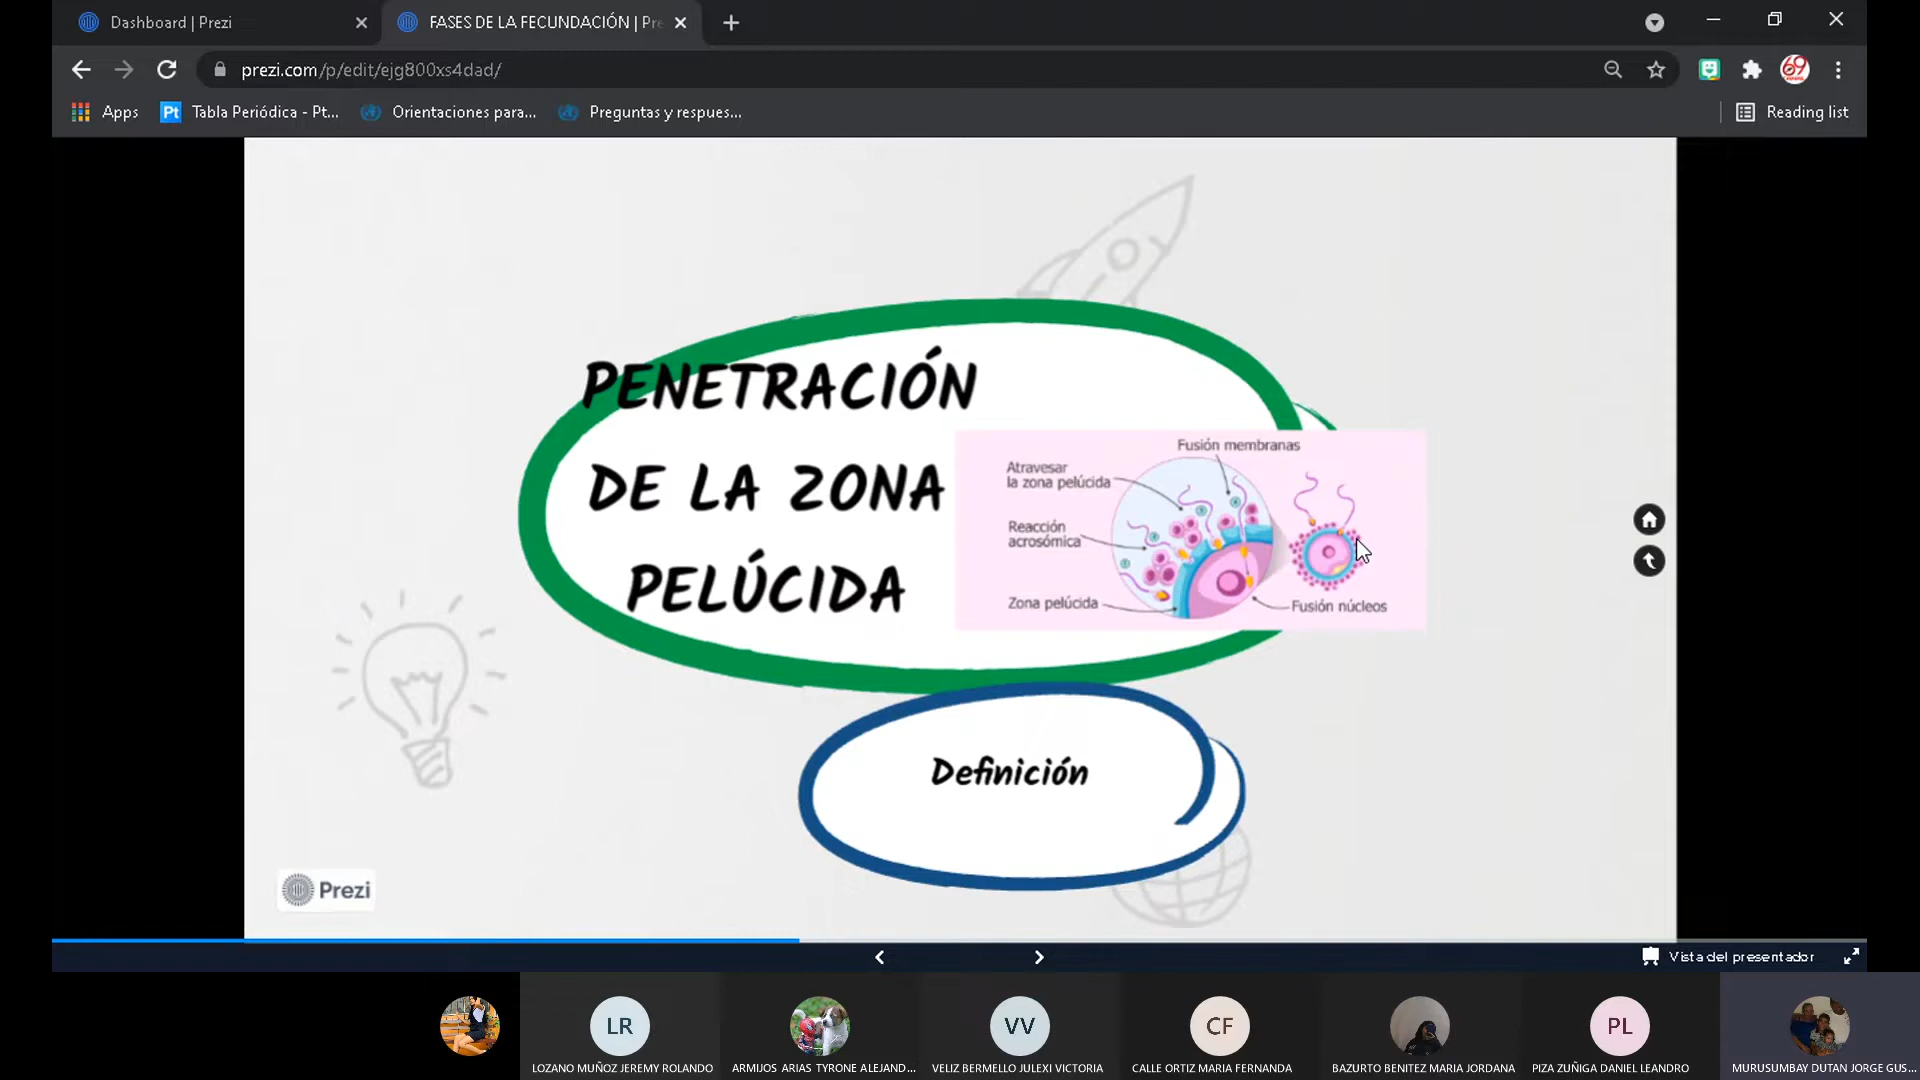 Dashboard | Prezi
FASES DE LA FECUNDACIÓN | Pre
prezi.com/p/edit/ejg800xs4dad/
69
Apps
Pt
Tabla Periódica - Pt...
Orientaciones para...
Preguntas y respues...
Reading list
PENETRACIÓN
DE LA ZONA
PELÚCIDA
Fusión membranas
Atravesar
la zona pelúcida
Reacción
acrosómica
Zona pelúcida
Fusión núcleos
Definición
Prezi
Vista del presentador
LR
VV
CF
PL
LOZANO MUÑOZ JEREMY ROLANDO
ARMIJOS ARIAS TYRONE ALEJAND...
VELIZ BERMELLO JULEXI VICTORIA
CALLE ORTIZ MARIA FERNANDA
BAZURTO BENITEZ MARIA JORDANA
PIZA ZUÑIGA DANIEL LEANDRO
MURUSUMBAY DUTAN JORGE GUS...